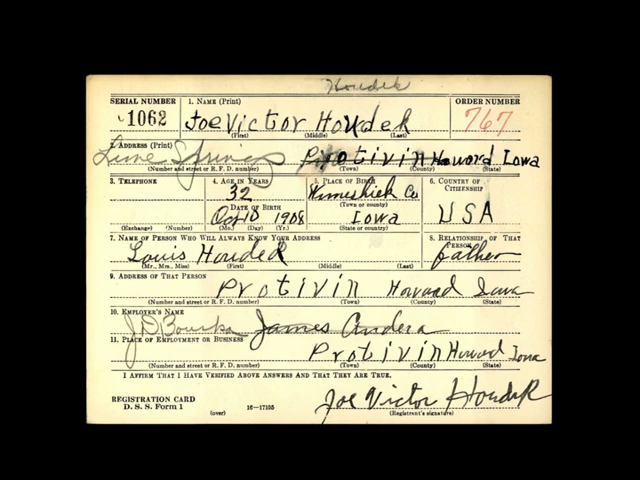 Houdek
SERIAL NUMBER 1. NAME (Print) ORDER NUMBER
1062 Joe Victor Houdek 767
(First) (Middle) (Last)
2. ADDRESS (Print)
Lime Springs Protivin Howard Iowa
(Number and street or R. F. D. number) (Town) (County) (State)
3. TELEPHONE 4. AGE IN YEARS 5. PLACE OF BIRTH 6. COUNTRY OF CITIZENSHIP
32 Winneshiek Co
(Town or county)
DATE OF BIRTH
Oct 10 1908 Iowa USA
(Exchange) (Number) (Mo.) (Day) (Yr.) (State or country)
7. NAME OF PERSON WHO WILL ALWAYS KNOW YOUR ADDRESS 8. RELATIONSHIP OF THAT PERSON
Louis Houdek father
(Mr., Mrs., Miss) (First) (Middle) (Last)
9. ADDRESS OF THAT PERSON
Protivin Howard Iowa
(Number and street or R. F. D. number) (Town) (County) (State)
10. EMPLOYER'S NAME
James Andera
11. PLACE OF EMPLOYMENT OR BUSINESS
Protivin Howard Iowa
(Number and street or R. F. D. number) (Town) (County) (State)
I AFFIRM THAT I HAVE VERIFIED ABOVE ANSWERS AND THAT THEY ARE TRUE.
REGISTRATION CARD
D. S. S. Form 1 (over) 16-17105
Joe Victor Houdek
(Registrant's signature)